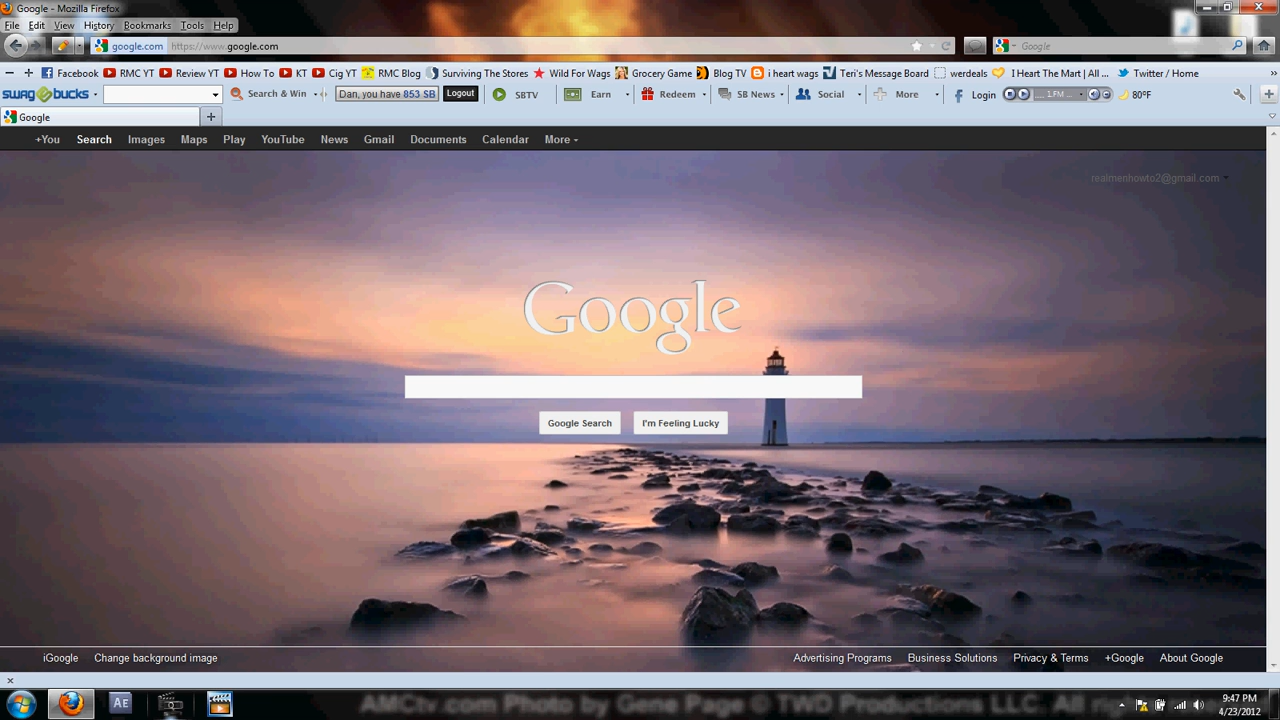 Google - Mozilla Firefox
File Edit View History Bookmarks Tools Help
google.com https://www.google.com Google
Facebook RMC YT Review YT How To KT Cig YT RMC Blog Surviving The Stores Wild For Wags Grocery Game Blog TV i heart wags Teri's Message Board werdeals I Heart The Mart | All ... Twitter / Home »
swagbucks Search & Win Dan, you have 853 SB Logout SBTV Earn Redeem SB News Social More Login 1.FM ... 80°F
Google
+You Search Images Maps Play YouTube News Gmail Documents Calendar More
realmenhowto2@gmail.com
Google
Google Search I'm Feeling Lucky
iGoogle Change background image Advertising Programs Business Solutions Privacy & Terms +Google About Google
Ae by Gene Page © TWD Productions LLC. All
9:47 PM
4/23/2012